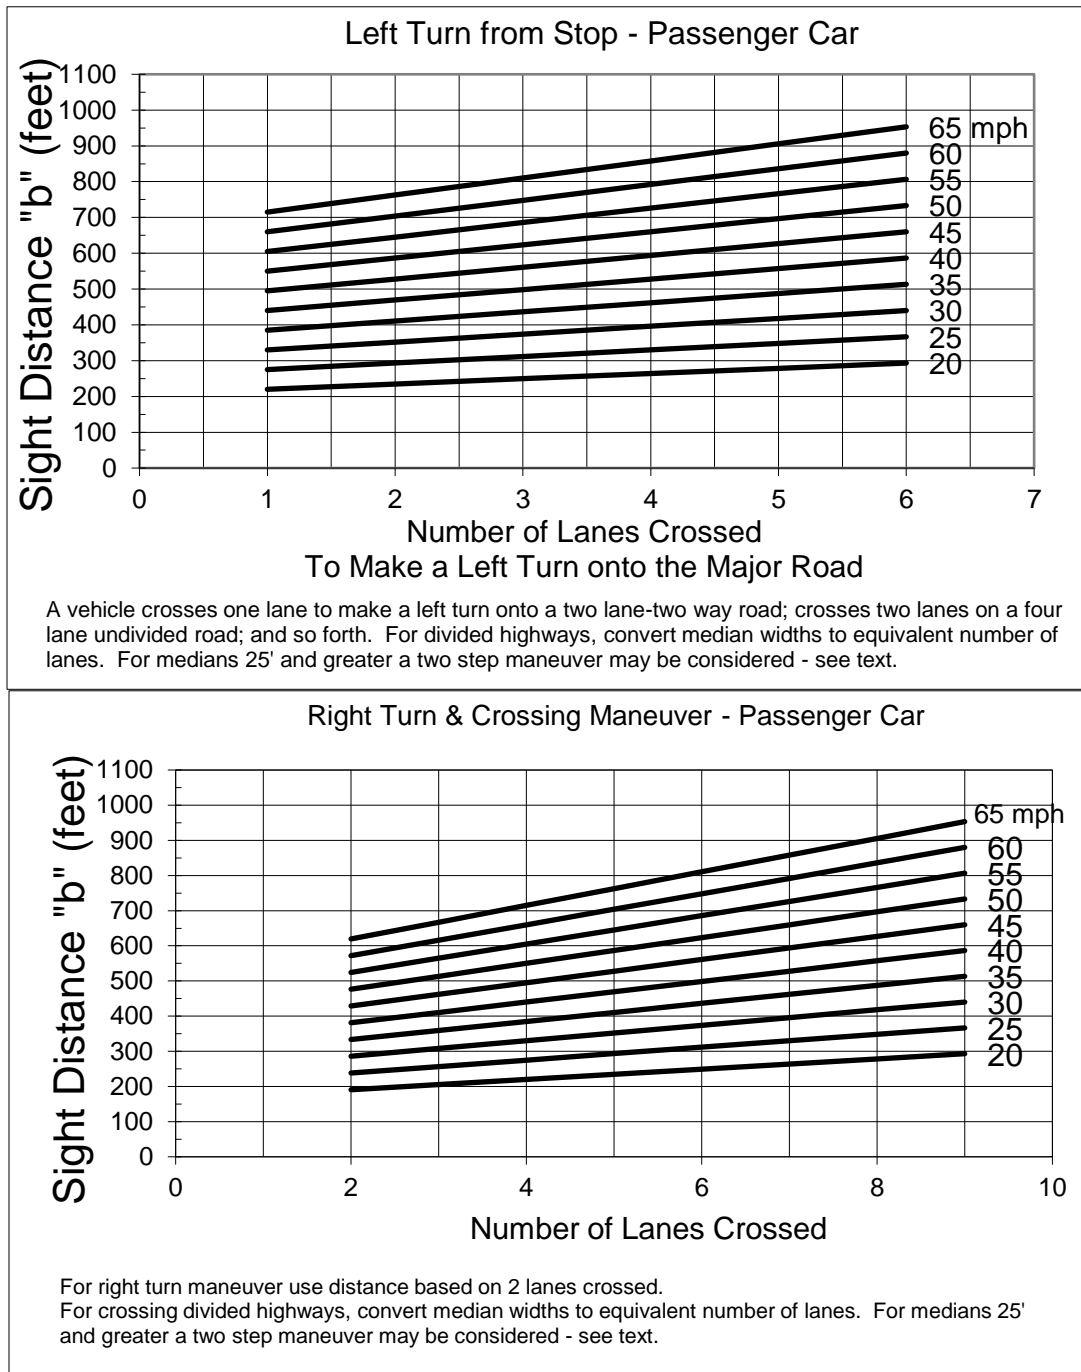 Left Turn from Stop - Passenger Car
Sight Distance "b" (feet)
1100
1000
900
800
700
600
500
400
300
200
100
0
65 mph
60
55
50
45
40
35
30
25
20
0 1 2 3 4 5 6 7
Number of Lanes Crossed
To Make a Left Turn onto the Major Road
A vehicle crosses one lane to make a left turn onto a two lane-two way road; crosses two lanes on a four
lane undivided road; and so forth. For divided highways, convert median widths to equivalent number of
lanes. For medians 25' and greater a two step maneuver may be considered - see text.
Right Turn & Crossing Maneuver - Passenger Car
Sight Distance "b" (feet)
1100
1000
900
800
700
600
500
400
300
200
100
0
65 mph
60
55
50
45
40
35
30
25
20
0 2 4 6 8 10
Number of Lanes Crossed
For right turn maneuver use distance based on 2 lanes crossed.
For crossing divided highways, convert median widths to equivalent number of lanes. For medians 25'
and greater a two step maneuver may be considered - see text.